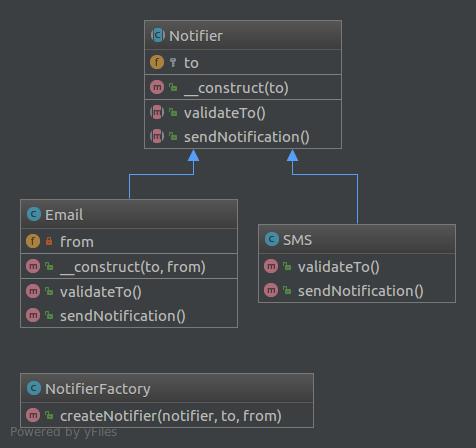 Notifier
to
__construct(to)
validateTo()
sendNotification()
Email
from
__construct(to, from)
validateTo()
sendNotification()
SMS
validateTo()
sendNotification()
NotifierFactory
createNotifier(notifier, to, from)
Powered by yFiles